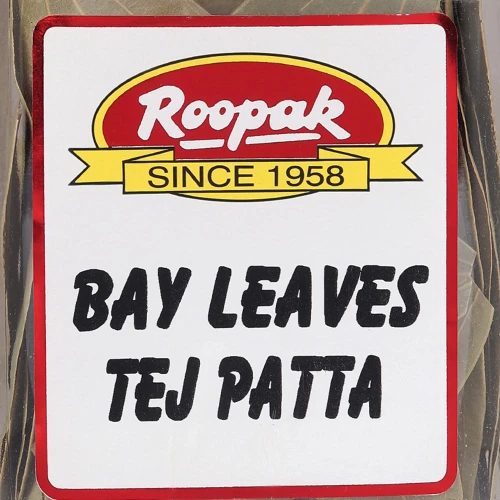 Roopak
SINCE 1958
BAY LEAVES
TEJ PATTA